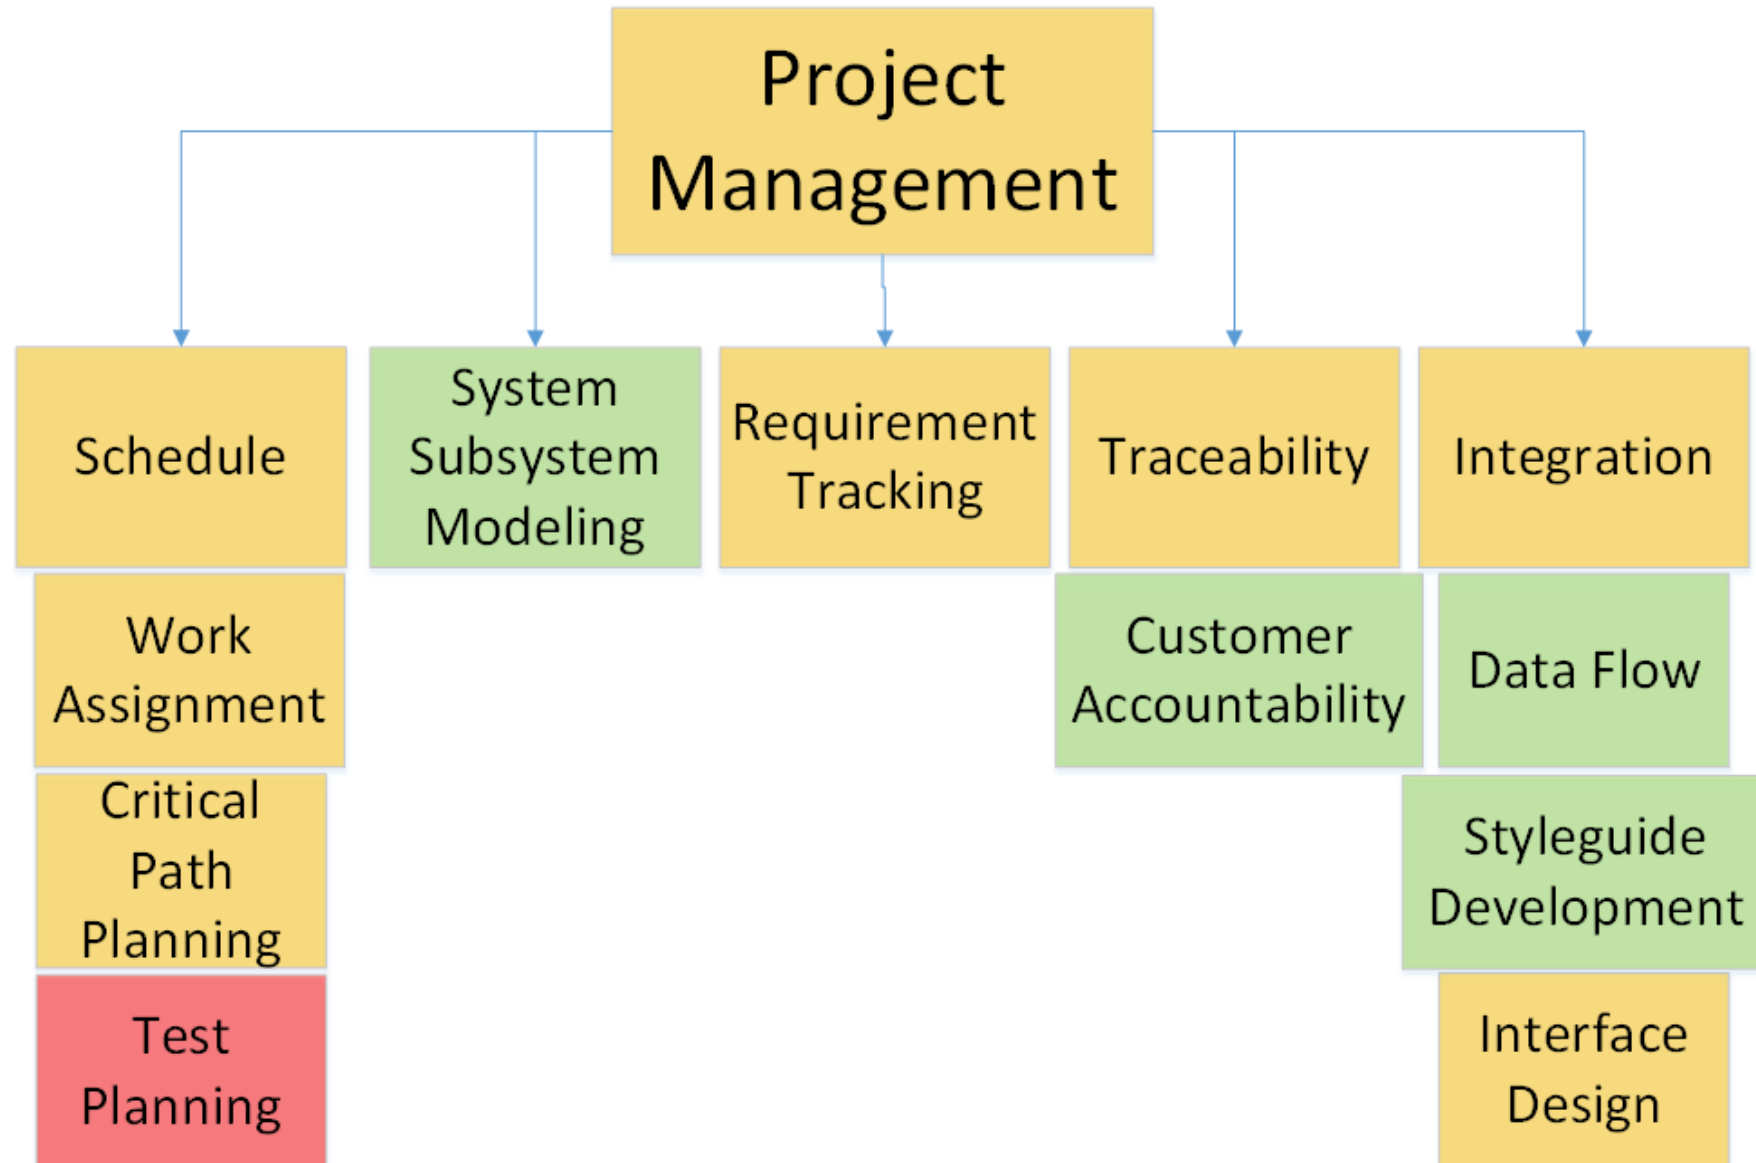 Project
Management
Schedule
System
Subsystem
Modeling
Requirement
Tracking
Traceability
Integration
Work
Assignment
Customer
Accountability
Data Flow
Critical
Path
Planning
Styleguide
Development
Test
Planning
Interface
Design